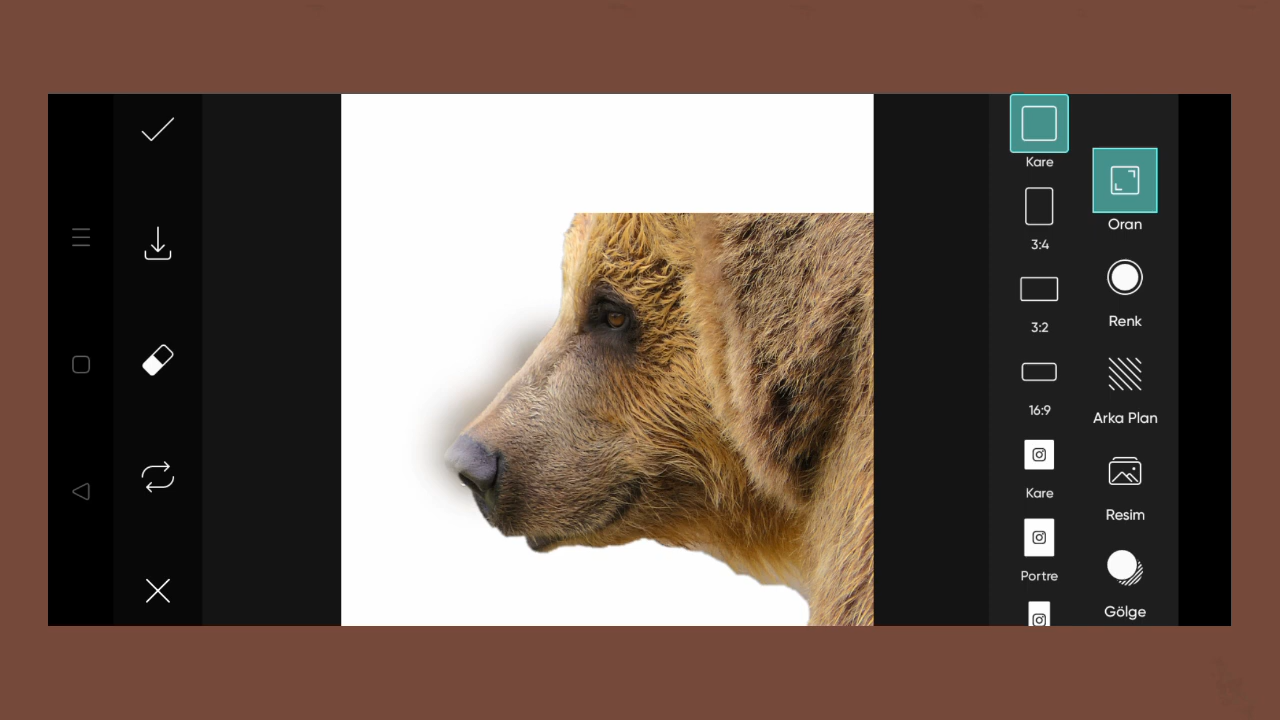 Kare
3:4
3:2
16:9
Kare
Portre
Oran
Renk
Arka Plan
Resim
Gölge